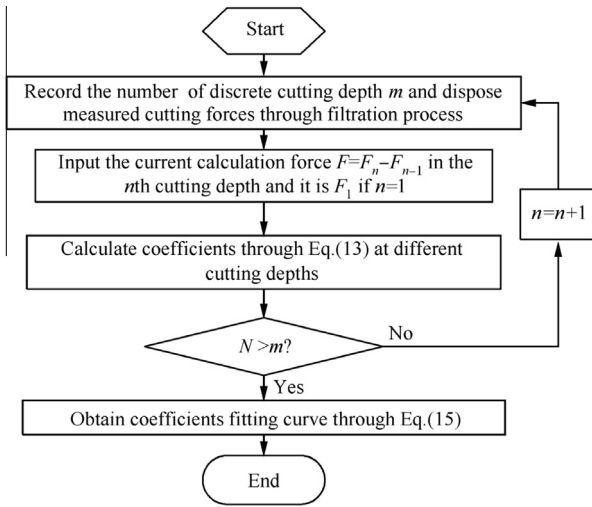 Start
Record the number of discrete cutting depth m and dispose
measured cutting forces through filtration process
Input the current calculation force F=Fn−Fn−1 in the
nth cutting depth and it is F1 if n=1
n=n+1
Calculate coefficients through Eq.(13) at different
cutting depths
N >m?
No
Yes
Obtain coefficients fitting curve through Eq.(15)
End